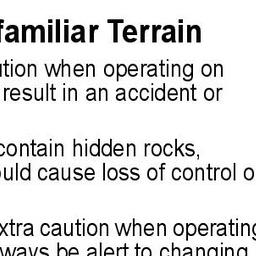 familiar Terrain
ution when operating on
result in an accident or
contain hidden rocks,
ould cause loss of control o
xtra caution when operating
ways be alert to changing